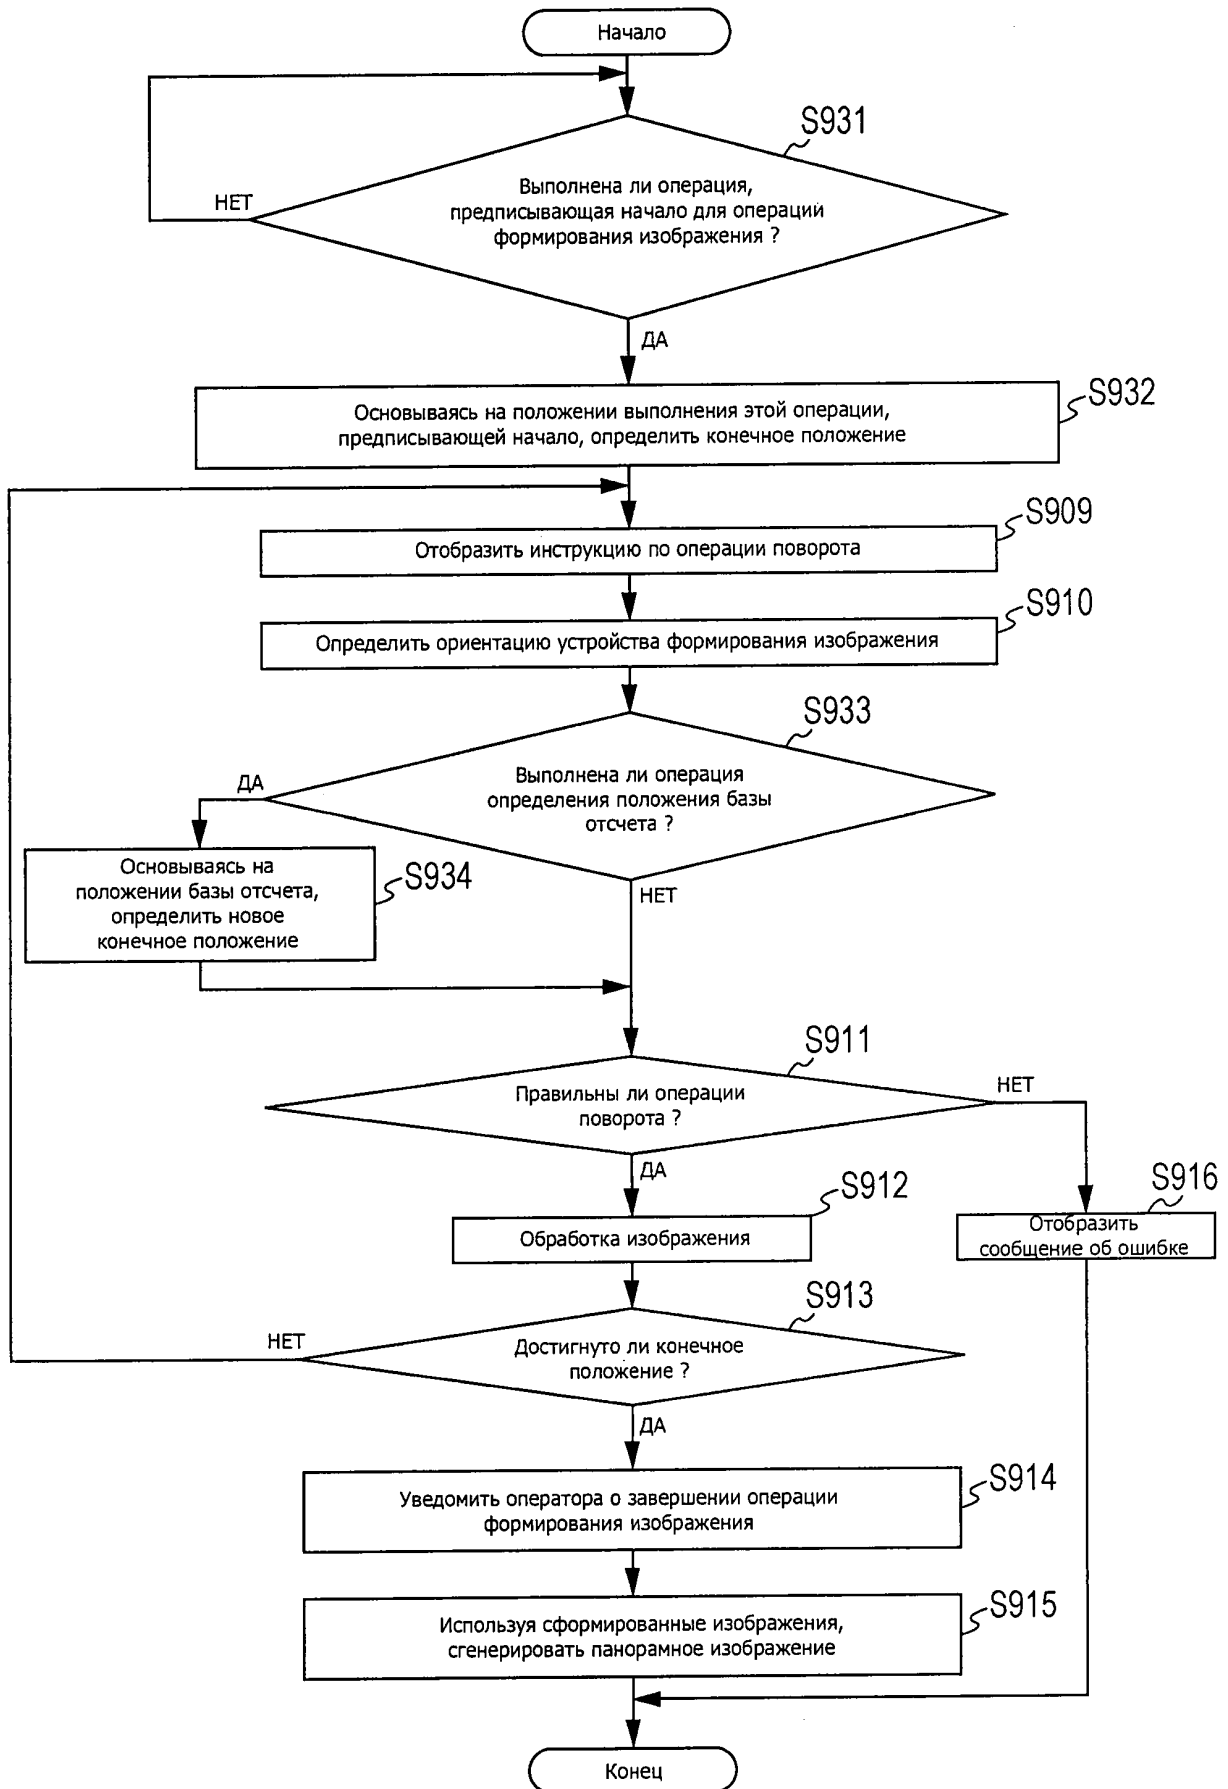 Начало
S931
Выполнена ли операция,
предписывающая начало для операций
формирования изображения ?
НЕТ
ДА
S932
Основываясь на положении выполнения этой операции,
предписывающей начало, определить конечное положение
S909
Отобразить инструкцию по операции поворота
S910
Определить ориентацию устройства формирования изображения
S933
Выполнена ли операция
определения положения базы
отсчета ?
ДА
НЕТ
S934
Основываясь на
положении базы отсчета,
определить новое
конечное положение
S911
Правильны ли операции
поворота ?
НЕТ
ДА
S912
Обработка изображения
S916
Отобразить
сообщение об ошибке
S913
Достигнуто ли конечное
положение ?
НЕТ
ДА
S914
Уведомить оператора о завершении операции
формирования изображения
S915
Используя сформированные изображения,
сгенерировать панорамное изображение
Конец